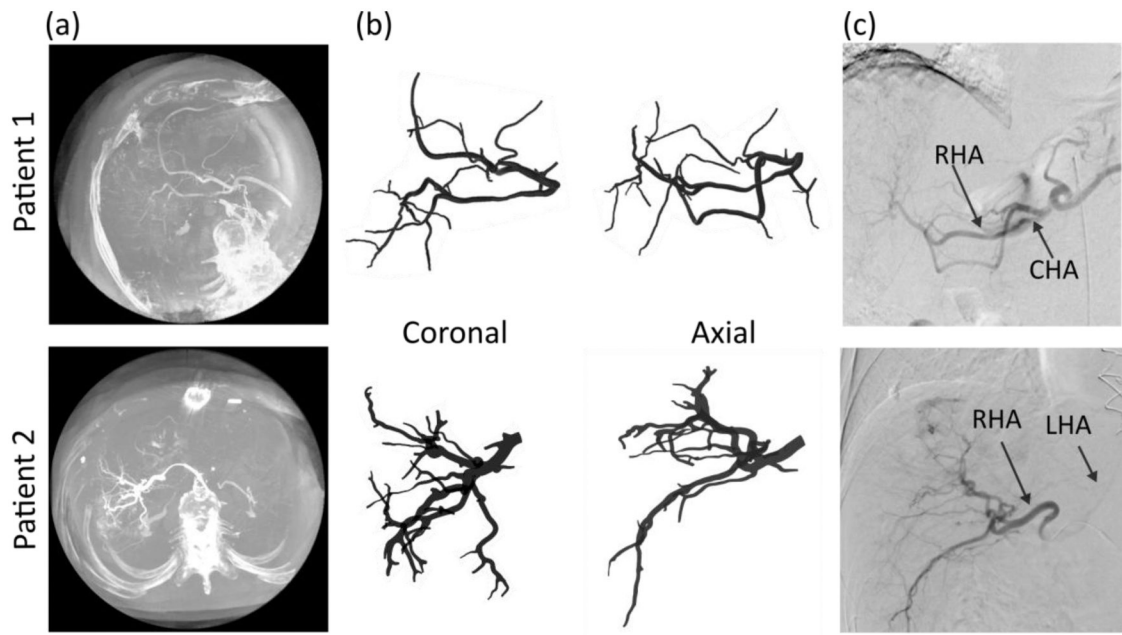 (a)
(b)
(c)
Patient 1
RHA
CHA
Coronal
Axial
Patient 2
RHA
LHA